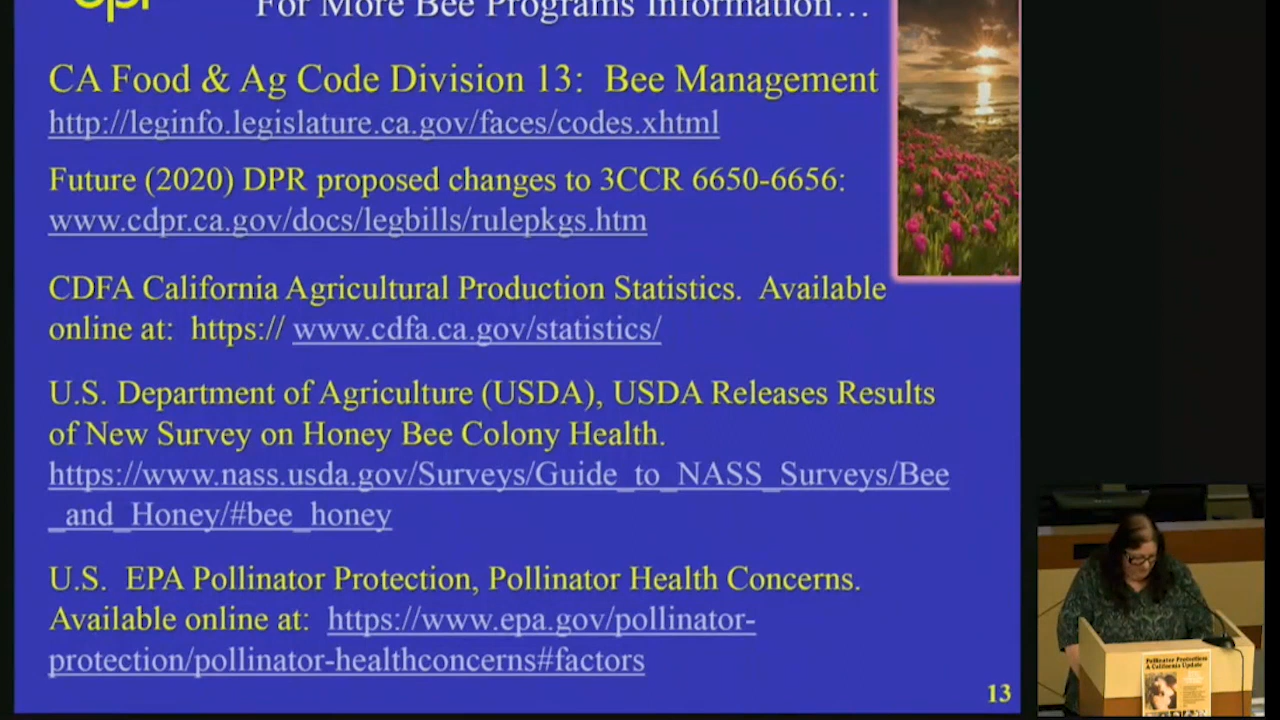 For More Bee Programs Information…
CA Food & Ag Code Division 13: Bee Management
http://leginfo.legislature.ca.gov/faces/codes.xhtml
Future (2020) DPR proposed changes to 3CCR 6650-6656:
www.cdpr.ca.gov/docs/legbills/rulepkgs.htm
CDFA California Agricultural Production Statistics. Available
online at: https:// www.cdfa.ca.gov/statistics/
U.S. Department of Agriculture (USDA), USDA Releases Results
of New Survey on Honey Bee Colony Health.
https://www.nass.usda.gov/Surveys/Guide_to_NASS_Surveys/Bee
_and_Honey/#bee_honey
U.S. EPA Pollinator Protection, Pollinator Health Concerns.
Available online at: https://www.epa.gov/pollinator-
protection/pollinator-healthconcerns#factors
13
Pollinator Protection:
A California Update